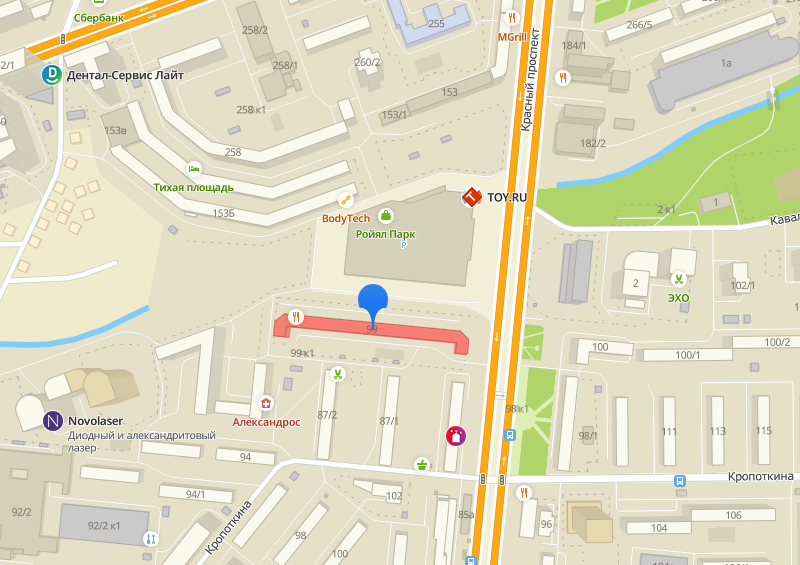 Сбербанк
255
MGrill
266/5
258/2
184/1
1а
258/1
260/2
Дентал-Сервис Лайт
153
153/1
258 к1
Красный проспект
153в
258
182/2
Тихая площадь
TOY.RU
153Б
BodyTech
Ройял Парк
P
2 к1
1
2
102/1
ЭХО
99
99 к1
100
100/1
100/2
Александрос
87/2
87/1
98 к1
Novolaser
Диодный и александритовый
лазер
98/1
111
113
115
94
94/1
102
Кропоткина
Кропоткина
92/2
92/2 к1
98
100
85а
96
104
106